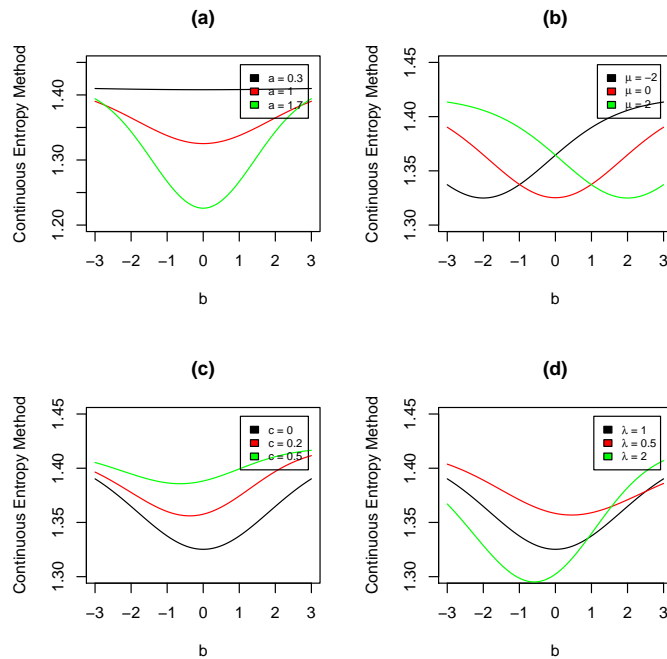 (a)
Continuous Entropy Method
1.20
1.30
1.40
a = 0.3
a = 1
a = 1.7
−3 −2 −1 0 1 2 3
b
(b)
Continuous Entropy Method
1.30
1.35
1.40
1.45
μ = −2
μ = 0
μ = 2
−3 −2 −1 0 1 2 3
b
(c)
Continuous Entropy Method
1.30
1.35
1.40
1.45
c = 0
c = 0.2
c = 0.5
−3 −2 −1 0 1 2 3
b
(d)
Continuous Entropy Method
1.30
1.35
1.40
1.45
λ = 1
λ = 0.5
λ = 2
−3 −2 −1 0 1 2 3
b